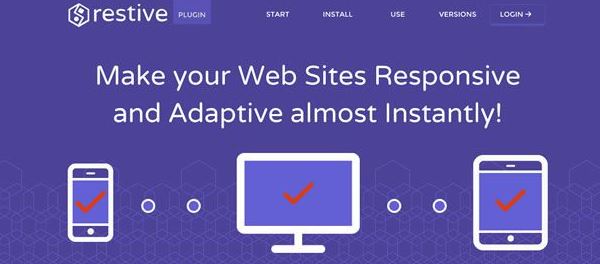 restive PLUGIN START INSTALL USE VERSIONS LOGIN →
Make your Web Sites Responsive
and Adaptive almost Instantly!